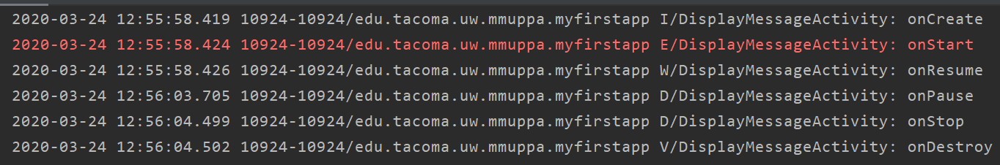 2020-03-24 12:55:58.419 10924-10924/edu.tacoma.uw.mmuppa.myfirstapp I/DisplayMessageActivity: onCreate
2020-03-24 12:55:58.424 10924-10924/edu.tacoma.uw.mmuppa.myfirstapp E/DisplayMessageActivity: onStart
2020-03-24 12:55:58.426 10924-10924/edu.tacoma.uw.mmuppa.myfirstapp W/DisplayMessageActivity: onResume
2020-03-24 12:56:03.705 10924-10924/edu.tacoma.uw.mmuppa.myfirstapp D/DisplayMessageActivity: onPause
2020-03-24 12:56:04.499 10924-10924/edu.tacoma.uw.mmuppa.myfirstapp D/DisplayMessageActivity: onStop
2020-03-24 12:56:04.502 10924-10924/edu.tacoma.uw.mmuppa.myfirstapp V/DisplayMessageActivity: onDestroy